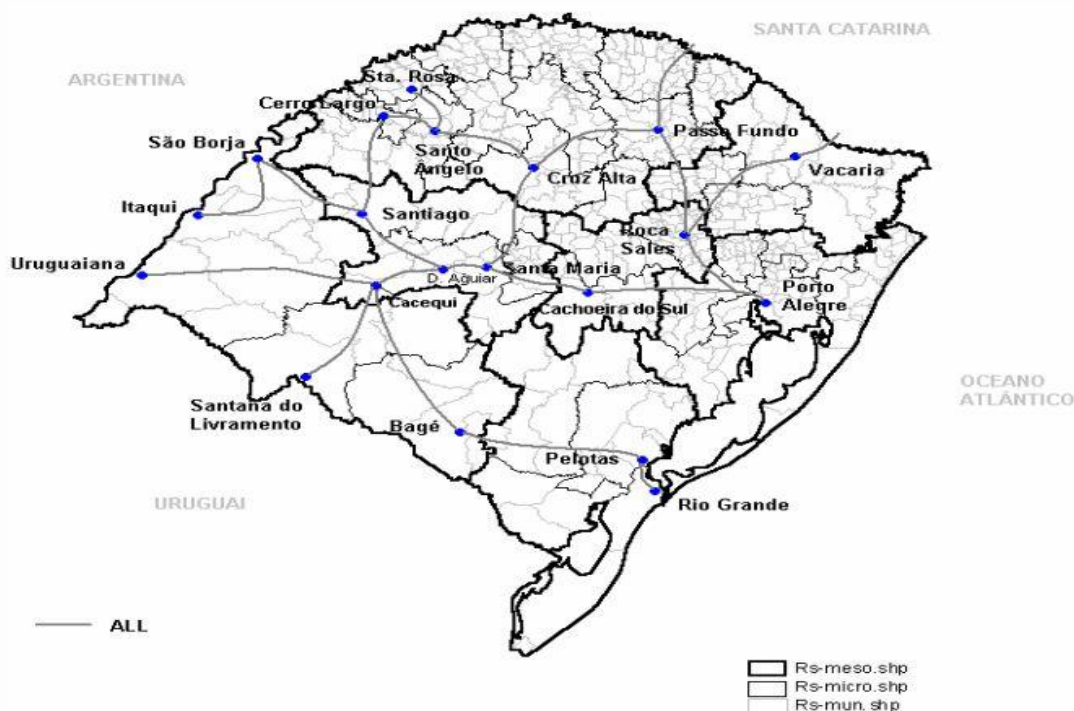 SANTA CATARINA
ARGENTINA
Sta. Rosa
Cerro Largo
São Borja
Santo
Ângelo
Passo Fundo
Cruz Alta
Vacaria
Itaqui
Santiago
Roca
Sales
Uruguaiana
D. Aguiar
Santa Maria
Porto
Alegre
Cacequi
Cachoeira do Sul
OCEANO
ATLÁNTICO
Santana do
Livramento
Bagé
Pelotas
URUGUAI
Rio Grande
ALL
Rs-meso.shp
Rs-micro.shp
Rs-mun.shp